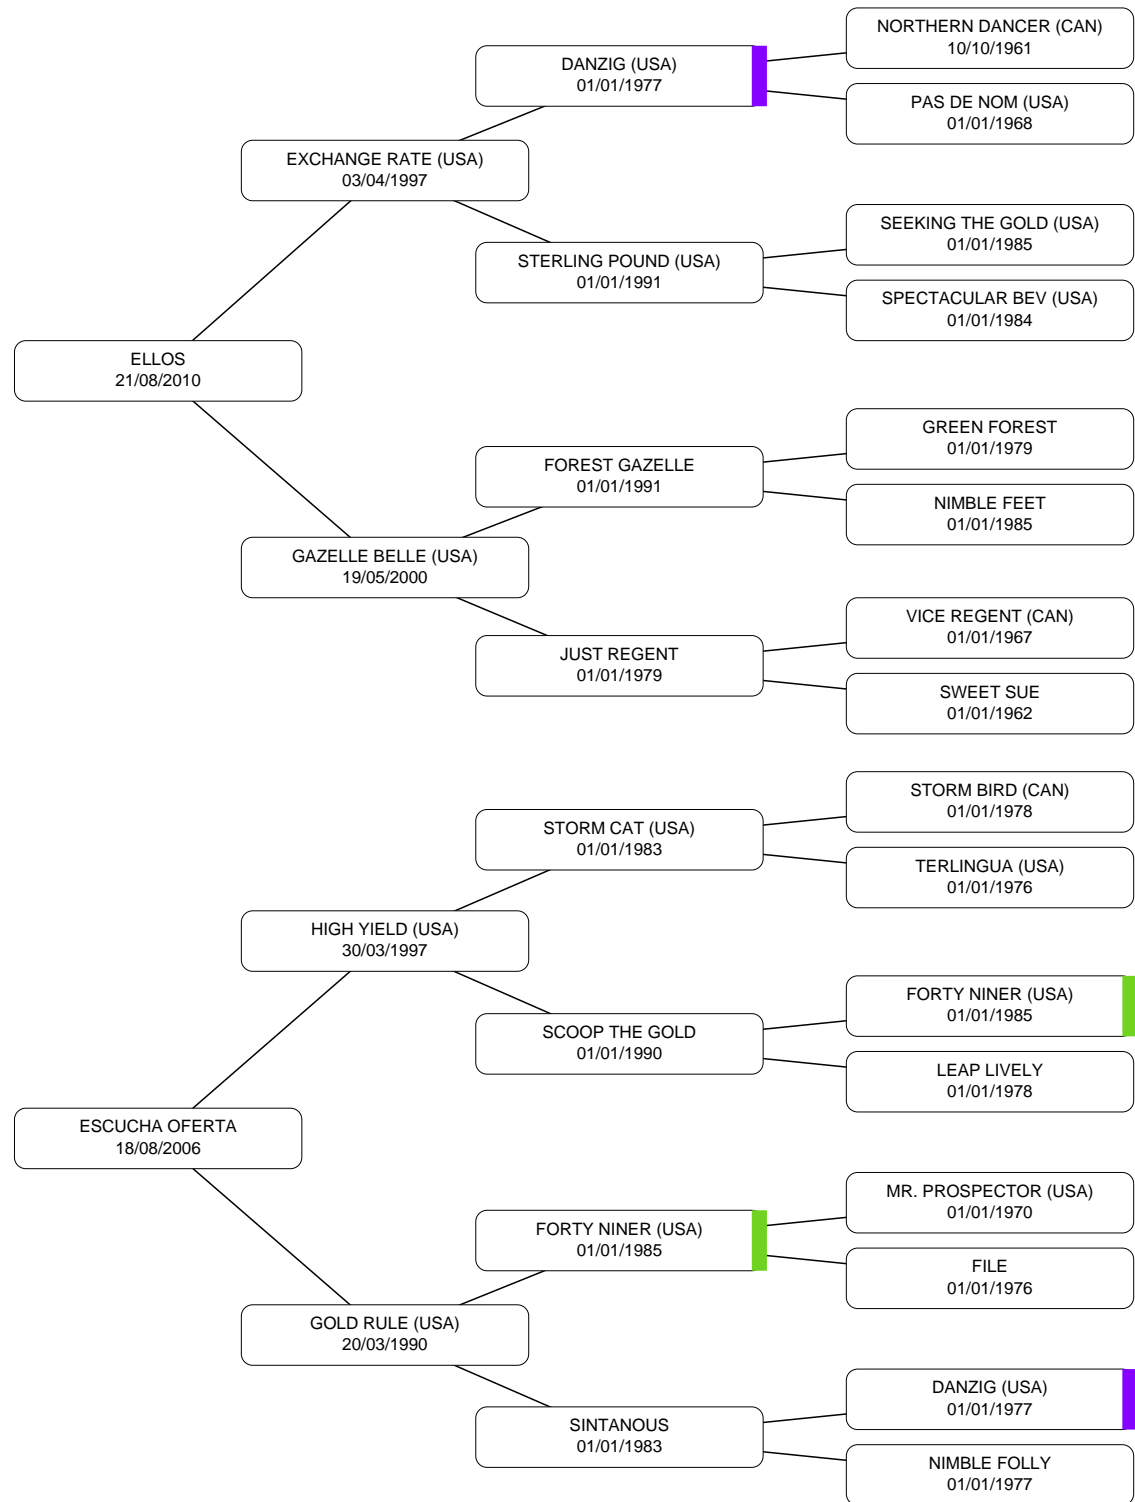 NORTHERN DANCER (CAN)
10/10/1961
DANZIG (USA)
01/01/1977
PAS DE NOM (USA)
01/01/1968
EXCHANGE RATE (USA)
03/04/1997
SEEKING THE GOLD (USA)
01/01/1985
STERLING POUND (USA)
01/01/1991
SPECTACULAR BEV (USA)
01/01/1984
ELLOS
21/08/2010
GREEN FOREST
01/01/1979
FOREST GAZELLE
01/01/1991
NIMBLE FEET
01/01/1985
GAZELLE BELLE (USA)
19/05/2000
VICE REGENT (CAN)
01/01/1967
JUST REGENT
01/01/1979
SWEET SUE
01/01/1962
STORM BIRD (CAN)
01/01/1978
STORM CAT (USA)
01/01/1983
TERLINGUA (USA)
01/01/1976
HIGH YIELD (USA)
30/03/1997
FORTY NINER (USA)
01/01/1985
SCOOP THE GOLD
01/01/1990
LEAP LIVELY
01/01/1978
ESCUCHA OFERTA
18/08/2006
MR. PROSPECTOR (USA)
01/01/1970
FORTY NINER (USA)
01/01/1985
FILE
01/01/1976
GOLD RULE (USA)
20/03/1990
DANZIG (USA)
01/01/1977
SINTANOUS
01/01/1983
NIMBLE FOLLY
01/01/1977